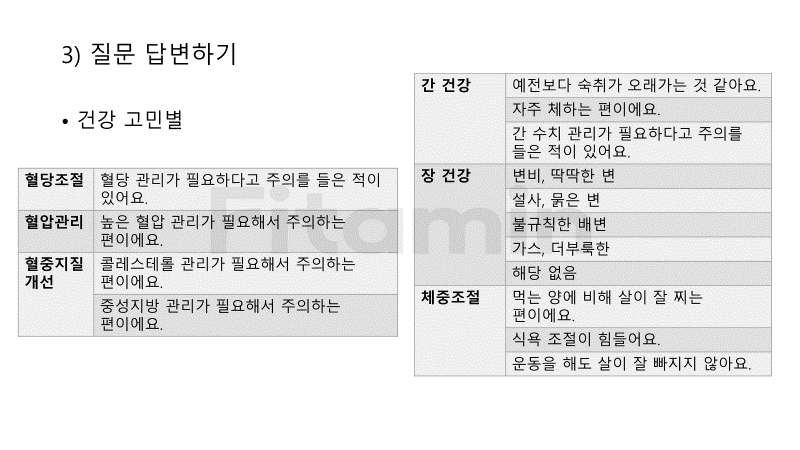 3) 질문 답변하기
• 건강 고민별
혈당조절 혈당 관리가 필요하다고 주의를 들은 적이
있어요.
혈압관리 높은 혈압 관리가 필요해서 주의하는
편이에요.
혈중지질 콜레스테롤 관리가 필요해서 주의하는
개선 편이에요.
중성지방 관리가 필요해서 주의하는
편이에요.
간 건강 예전보다 숙취가 오래가는 것 같아요.
자주 체하는 편이에요.
간 수치 관리가 필요하다고 주의를
들은 적이 있어요.
장 건강 변비, 딱딱한 변
설사, 묽은 변
불규칙한 배변
가스, 더부룩한
해당 없음
체중조절 먹는 양에 비해 살이 잘 찌는
편이에요.
식욕 조절이 힘들어요.
운동을 해도 살이 잘 빠지지 않아요.